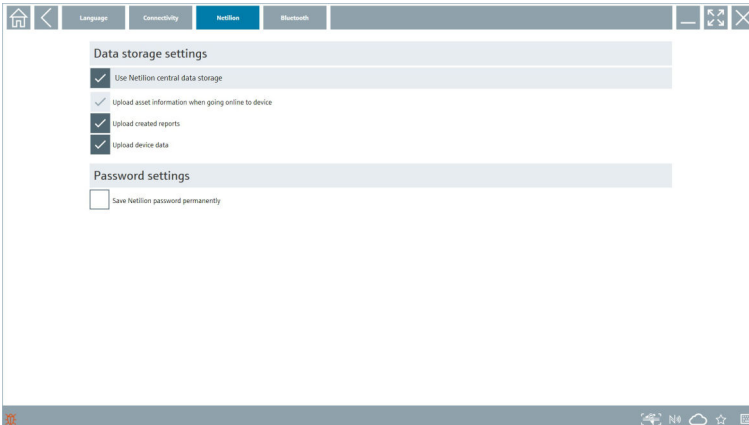 Language
Connectivity
Netilion
Bluetooth
Data storage settings
Use Netilion central data storage
Upload asset information when going online to device
Upload created reports
Upload device data
Password settings
Save Netilion password permanently